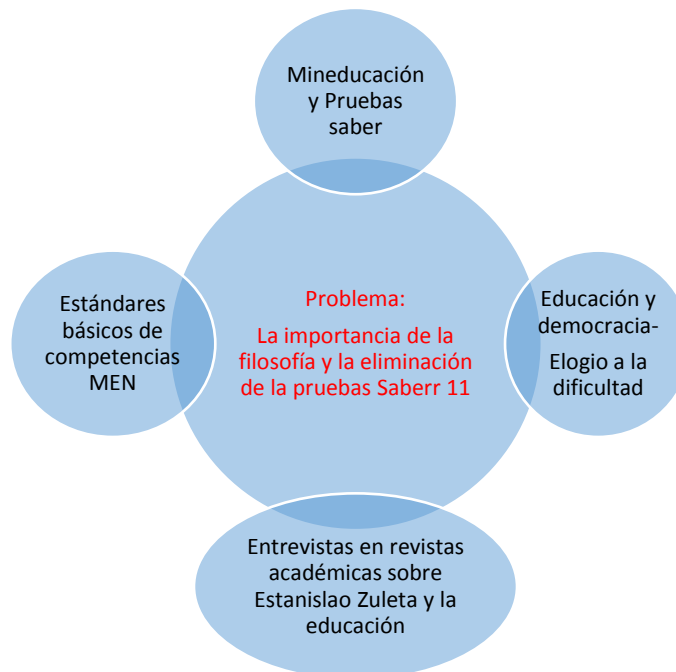 Mineducación
y Pruebas
saber
Estándares
básicos de
competencias
MEN
Problema:
La importancia de la
filosofía y la eliminación
de la pruebas Saberr 11
Educación y
democracia-
Elogio a la
dificultad
Entrevistas en revistas
académicas sobre
Estanislao Zuleta y la
educación